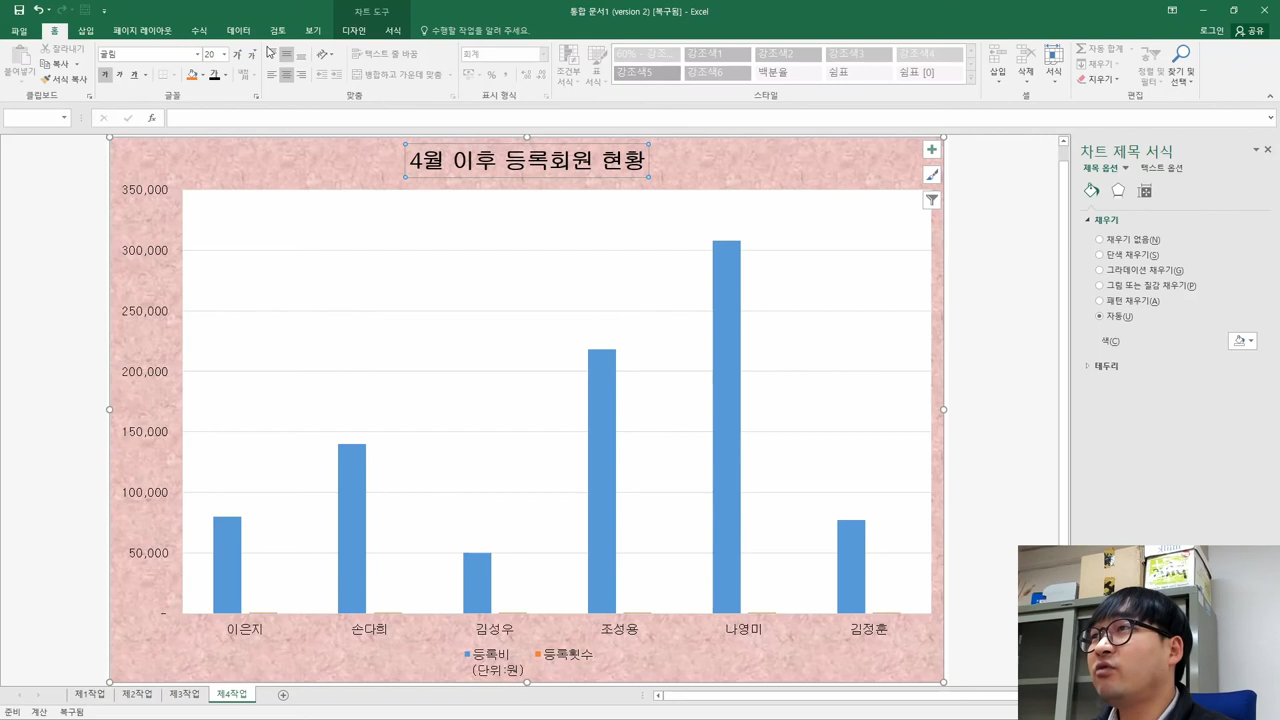 차트 도구
통합 문서1 (version 2) [복구됨] - Excel
파일 홈 삽입 페이지 레이아웃 수식 데이터 검토 보기 디자인 서식 수행할 작업을 알려 주세요. 로그인 공유
붙여넣기 잘라내기 복사 서식 복사 클립보드
굴림 20 가 가 가 가 가 가 글꼴
텍스트 줄 바꿈 병합하고 가운데 맞춤 맞춤
회계 표시 형식
조건부 서식 표 서식
60% - 강조... 강조색1 강조색2 강조색3 강조색4
강조색5 강조색6 백분율 쉼표 쉼표 [0]
스타일
삽입 삭제 서식 셀
자동 합계 채우기 지우기 정렬 및 필터 찾기 및 선택 편집
fx
4월 이후 등록회원 현황
350,000
300,000
250,000
200,000
150,000
100,000
50,000
-
이은지 손다희 김성우 조성용 나영미 김정훈
등록비 등록횟수
(단위:원)
차트 제목 서식
제목 옵션 텍스트 옵션
채우기
채우기 없음(N)
단색 채우기(S)
그라데이션 채우기(G)
그림 또는 질감 채우기(P)
패턴 채우기(A)
자동(U)
색(C)
테두리
제1작업 제2작업 제3작업 제4작업
준비 계산 복구됨